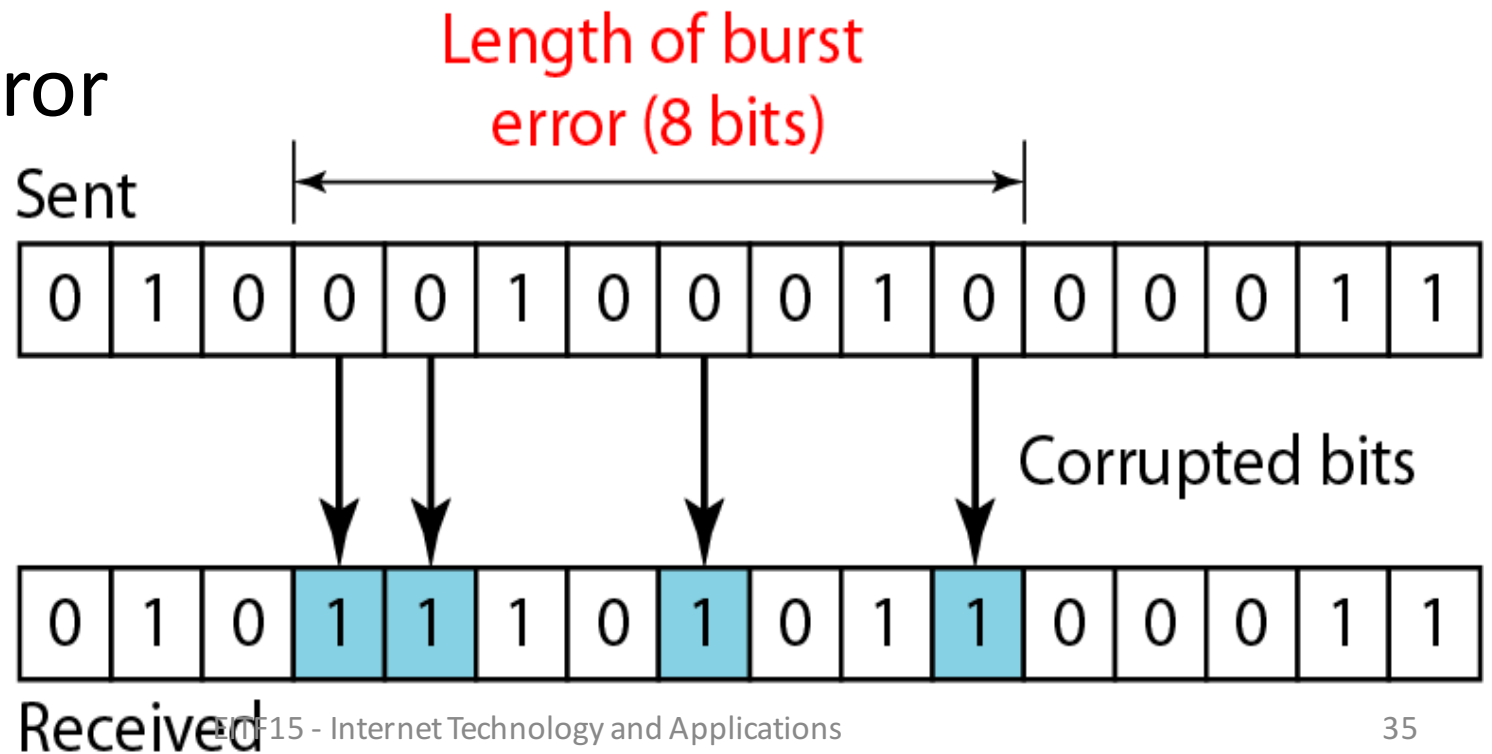 Length of burst
ror
error (8 bits)
Sent
0 1 0 0 0 1 0 0 0 1 0 0 0 0 1 1
Corrupted bits
0 1 0 1 1 1 0 1 0 1 1 0 0 0 1 1
Received
EITF15 - Internet Technology and Applications
35